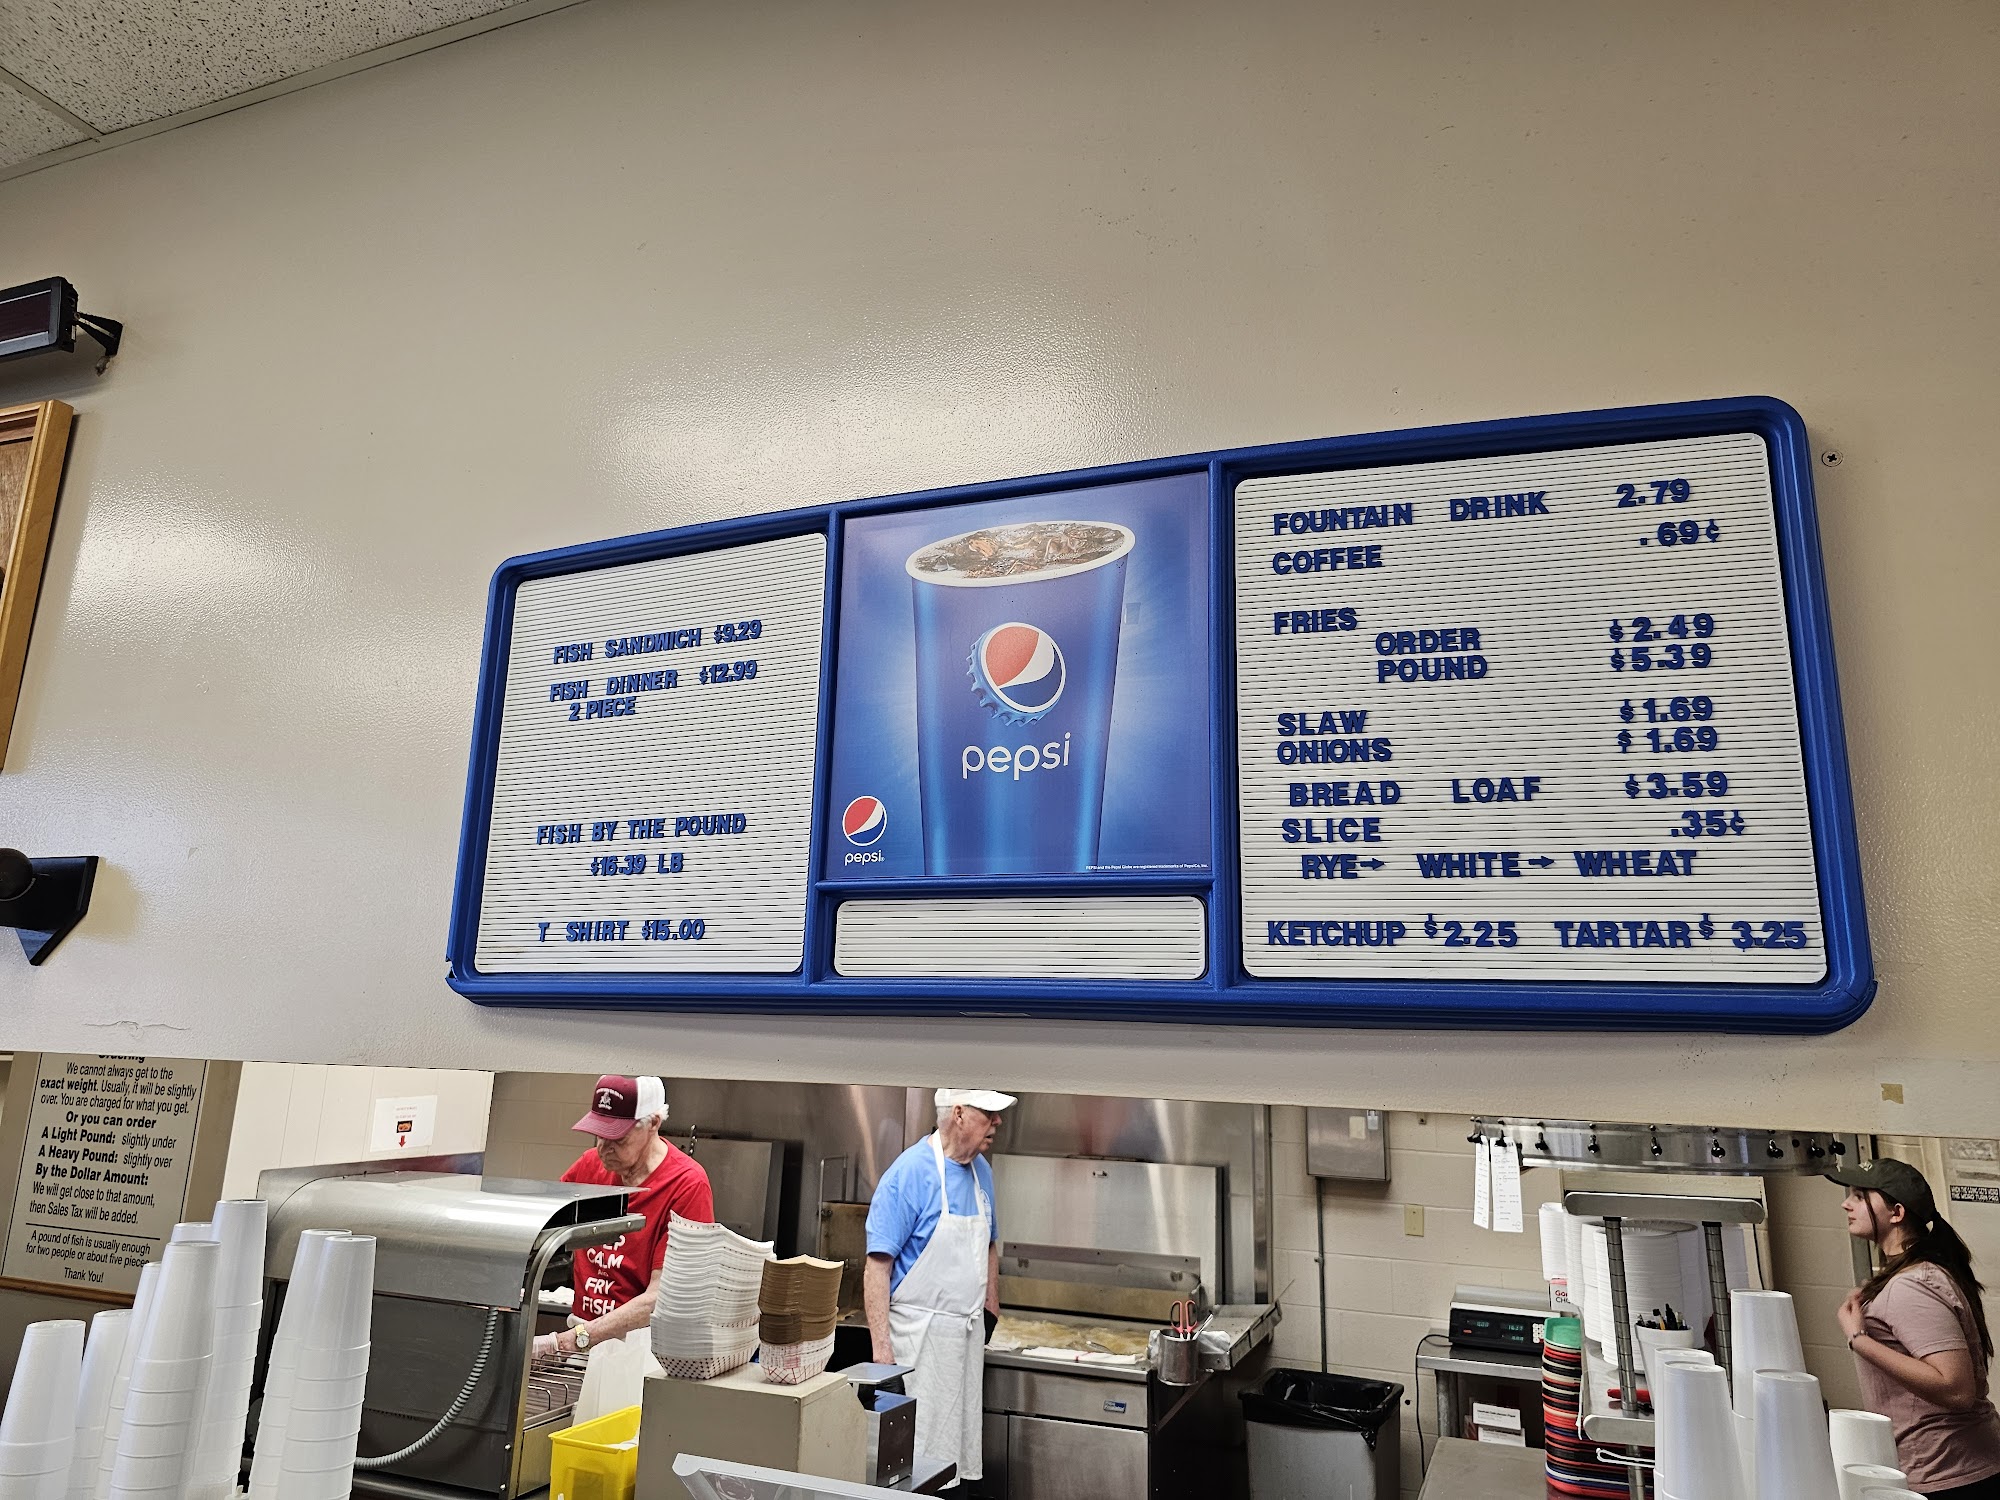 FISH SANDWICH $9.29
FISH DINNER $12.99
2 PIECE
FISH BY THE POUND
$16.39 LB
T SHIRT $15.00
pepsi
pepsi
FOUNTAIN DRINK 2.79
COFFEE .69¢
FRIES
ORDER $2.49
POUND $5.39
SLAW $1.69
ONIONS $1.69
BREAD LOAF $3.59
SLICE .35¢
RYE→ WHITE→ WHEAT
KETCHUP $2.25 TARTAR $3.25
Ordering
We cannot always get to the
exact weight. Usually, it will be slightly
over. You are charged for what you get.
Or you can order
A Light Pound: slightly under
A Heavy Pound: slightly over
By the Dollar Amount:
We will get close to that amount,
then Sales Tax will be added.
A pound of fish is usually enough
for two people or about five pieces
Thank You!
CALM
FRY
FISH